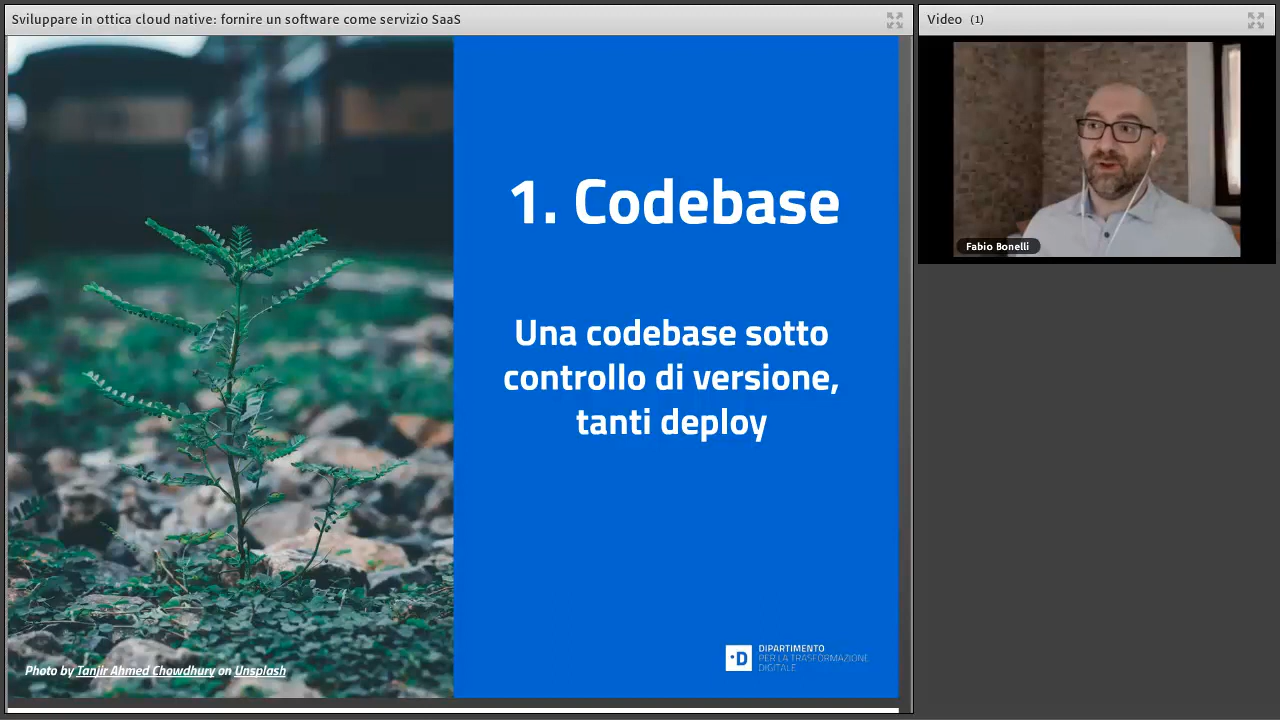 Sviluppare in ottica cloud native: fornire un software come servizio SaaS
Video (1)
1. Codebase
Una codebase sotto
controllo di versione,
tanti deploy
Fabio Bonelli
Photo by Tanjir Ahmed Chowdhury on Unsplash
D
DIPARTIMENTO
PER LA TRASFORMAZIONE
DIGITALE